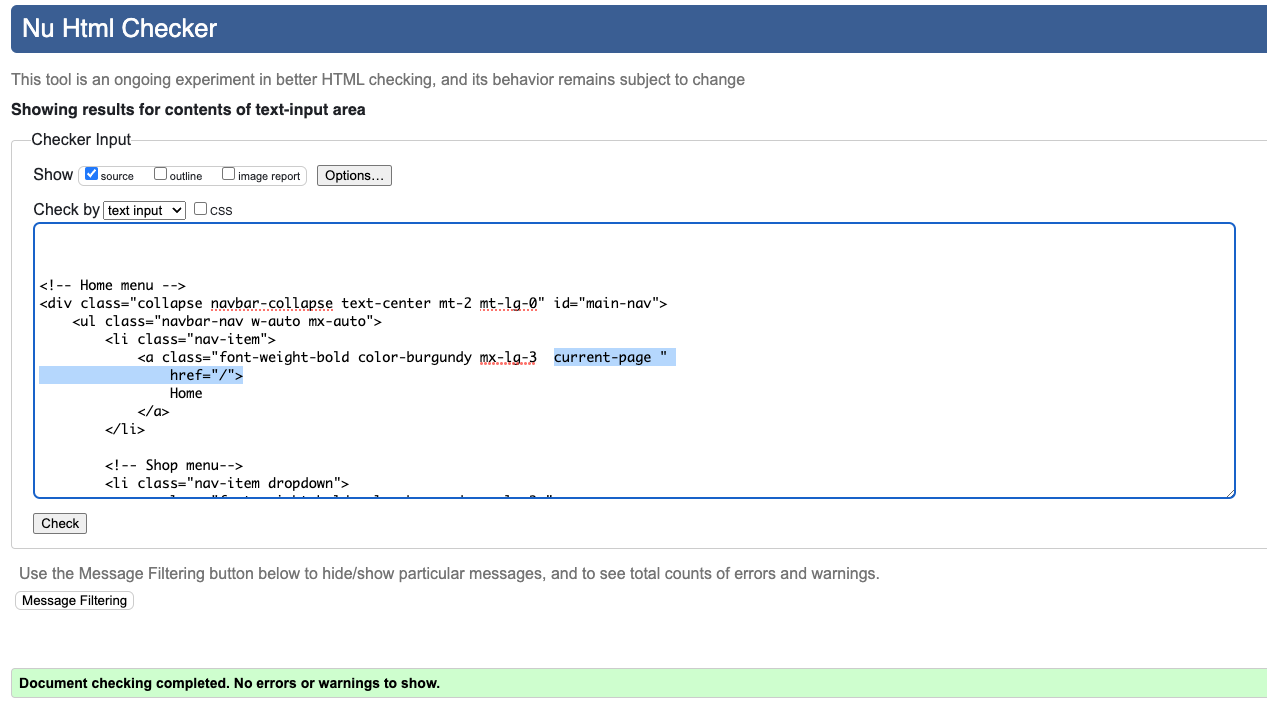 Nu Html Checker
This tool is an ongoing experiment in better HTML checking, and its behavior remains subject to change
Showing results for contents of text-input area
Checker Input
Show source outline image report Options...
Check by text input css
<!-- Home menu -->
<div class="collapse navbar-collapse text-center mt-2 mt-lg-0" id="main-nav">
    <ul class="navbar-nav w-auto mx-auto">
        <li class="nav-item">
            <a class="font-weight-bold color-burgundy mx-lg-3  current-page "
                href="/">
                Home
            </a>
        </li>
        <!-- Shop menu-->
        <li class="nav-item dropdown">
Check
Use the Message Filtering button below to hide/show particular messages, and to see total counts of errors and warnings.
Message Filtering
Document checking completed. No errors or warnings to show.